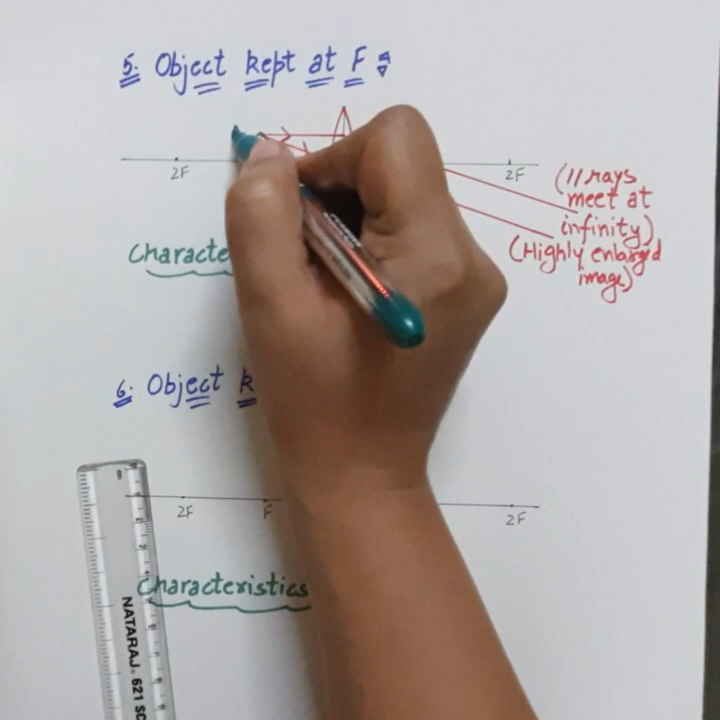 5. Object kept at F
2F
2F
(// rays
meet at
infinity)
(Highly enlarged
image)
Characte
6. Object k
2F
F
2F
Characteristics
NATARAJ. 621 SC